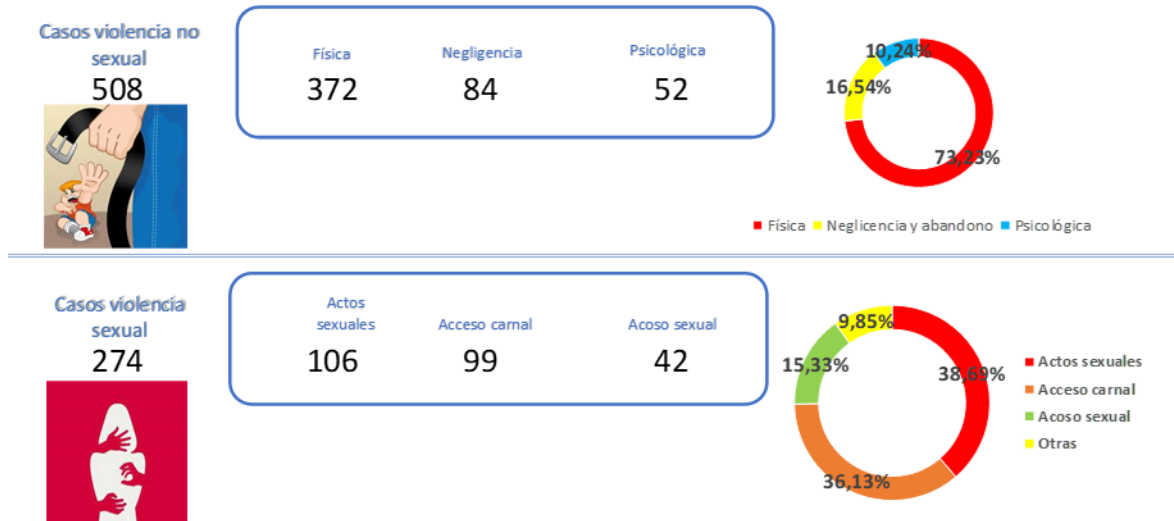 Casos violencia no
sexual
508
Física
Negligencia
Psicológica
372
84
52
10,24%
16,54%
73,23%
Física
Neglicencia y abandono
Psicológica
Casos violencia
sexual
274
Actos
sexuales
Acceso carnal
Acoso sexual
106
99
42
9,85%
15,33%
38,69%
36,13%
Actos sexuales
Acceso carnal
Acoso sexual
Otras